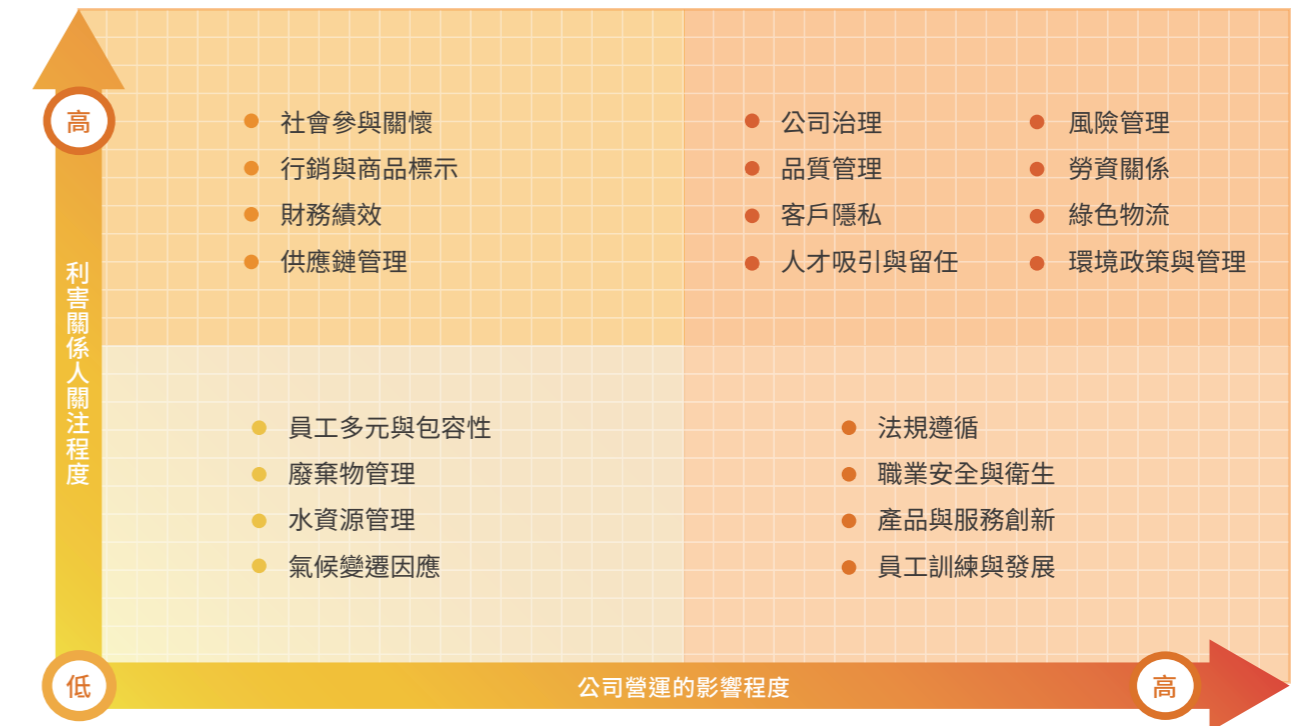 高
社會參與關懷
行銷與商品標示
財務績效
供應鏈管理
公司治理
品質管理
客戶隱私
人才吸引與留任
風險管理
勞資關係
綠色物流
環境政策與管理
利害關係人關注程度
員工多元與包容性
廢棄物管理
水資源管理
氣候變遷因應
法規遵循
職業安全與衛生
產品與服務創新
員工訓練與發展
低
公司營運的影響程度
高